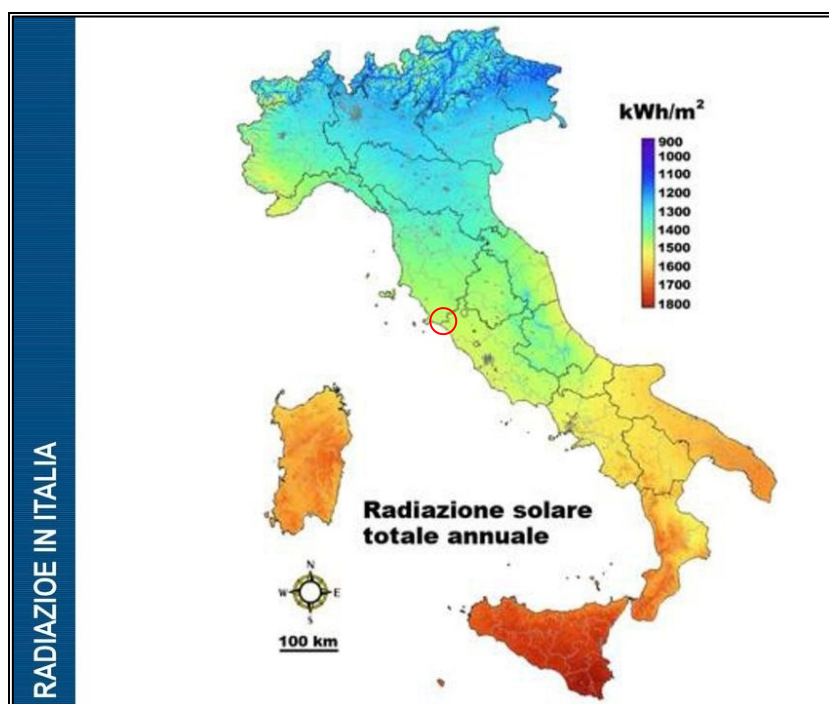 RADIAZIOE IN ITALIA
kWh/m²
900
1000
1100
1200
1300
1400
1500
1600
1700
1800
Radiazione solare
totale annuale
N
W E
S
100 km